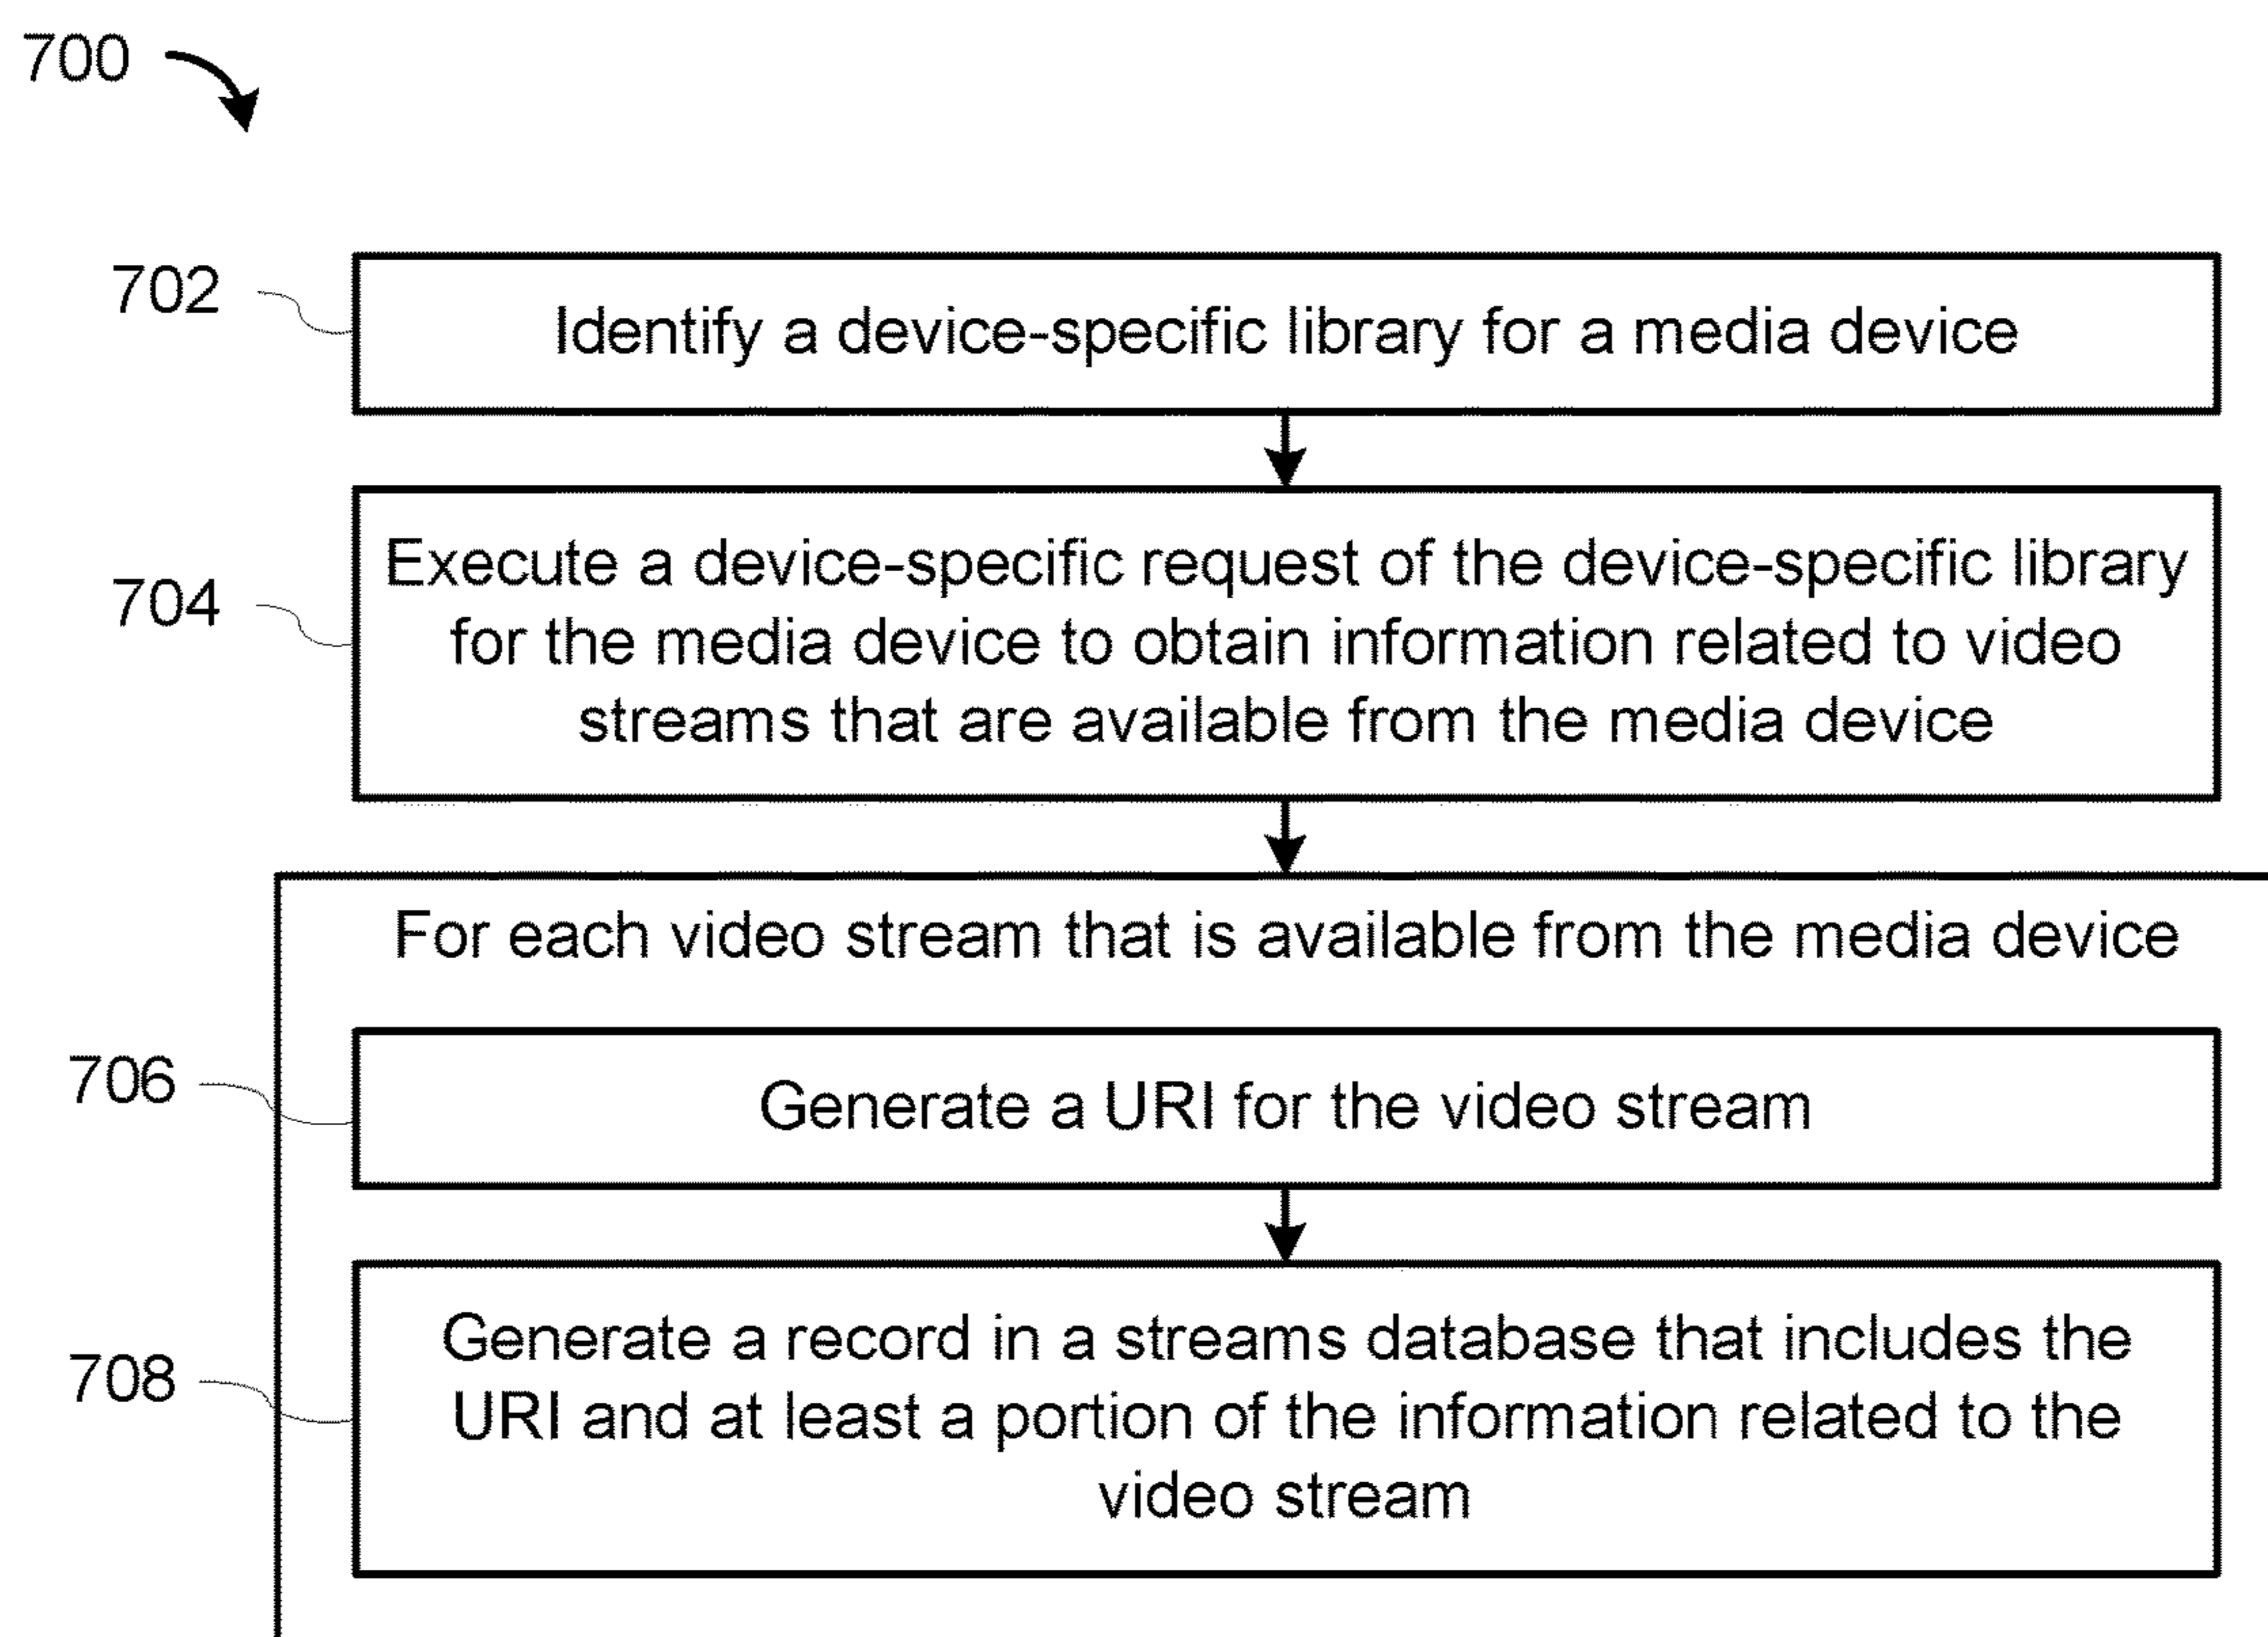 700
702
Identify a device-specific library for a media device
704
Execute a device-specific request of the device-specific library
for the media device to obtain information related to video
streams that are available from the media device
For each video stream that is available from the media device
706
Generate a URI for the video stream
708
Generate a record in a streams database that includes the
URI and at least a portion of the information related to the
video stream